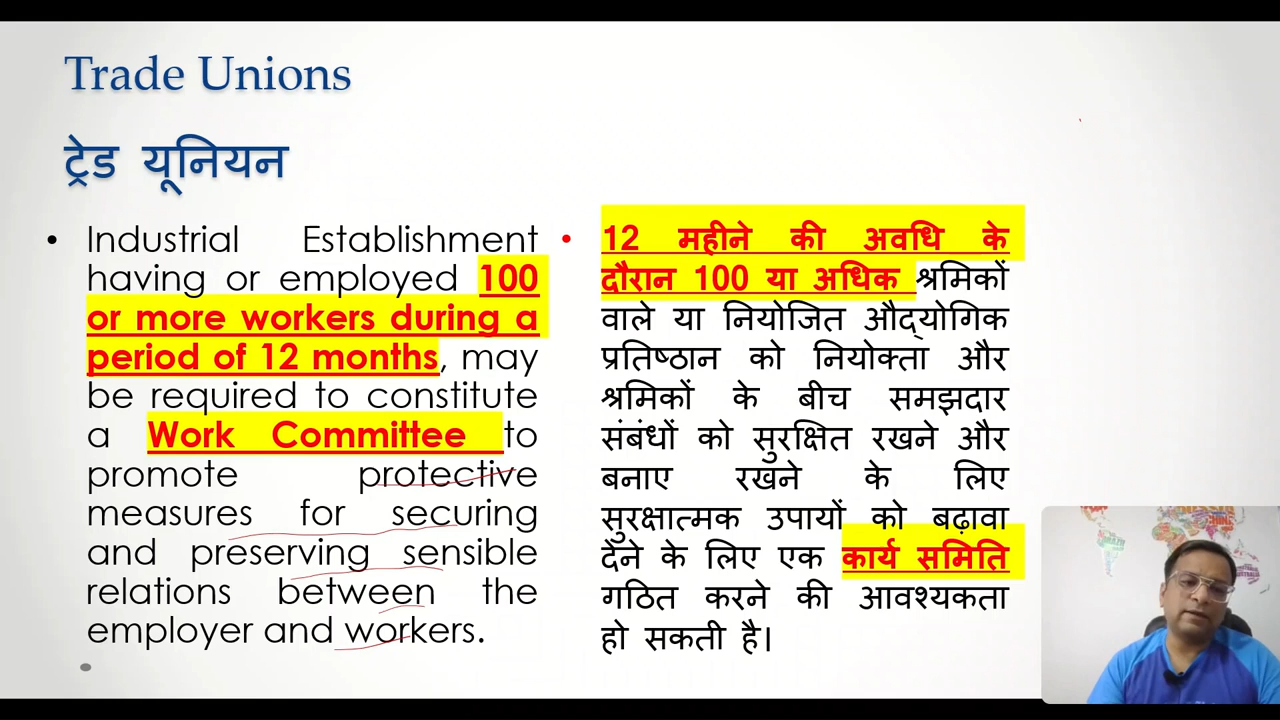 Trade Unions
ट्रेड यूनियन
• Industrial Establishment
having or employed 100
or more workers during a
period of 12 months, may
be required to constitute
a Work Committee to
promote protective
measures for securing
and preserving sensible
relations between the
employer and workers.
• 12 महीने की अवधि के
दौरान 100 या अधिक श्रमिकों
वाले या नियोजित औद्योगिक
प्रतिष्ठान को नियोक्ता और
श्रमिकों के बीच समझदार
संबंधों को सुरक्षित रखने और
बनाए रखने के लिए
सुरक्षात्मक उपायों को बढ़ावा
देने के लिए एक कार्य समिति
गठित करने की आवश्यकता
हो सकती है।